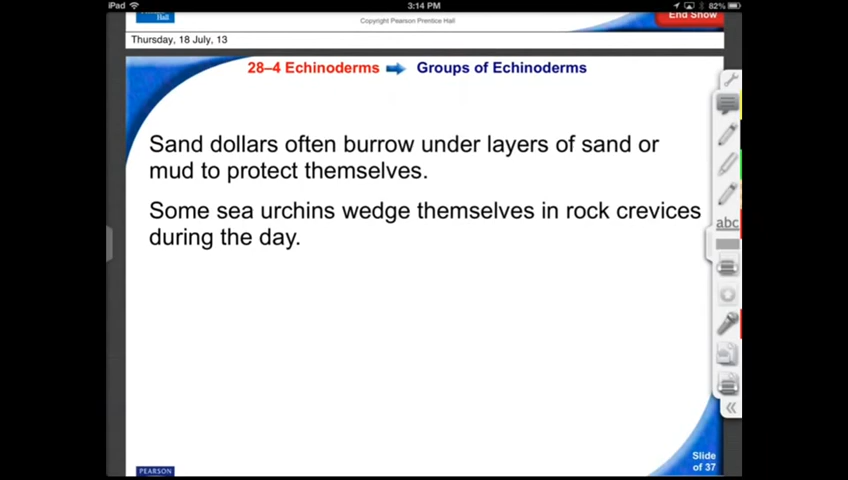 iPad 3:14 PM 82%
Hall
Copyright Pearson Prentice Hall
End Show
Thursday, 18 July, 13
28–4 Echinoderms Groups of Echinoderms
Sand dollars often burrow under layers of sand or
mud to protect themselves.
Some sea urchins wedge themselves in rock crevices
during the day.
abc
Slide
of 37
PEARSON